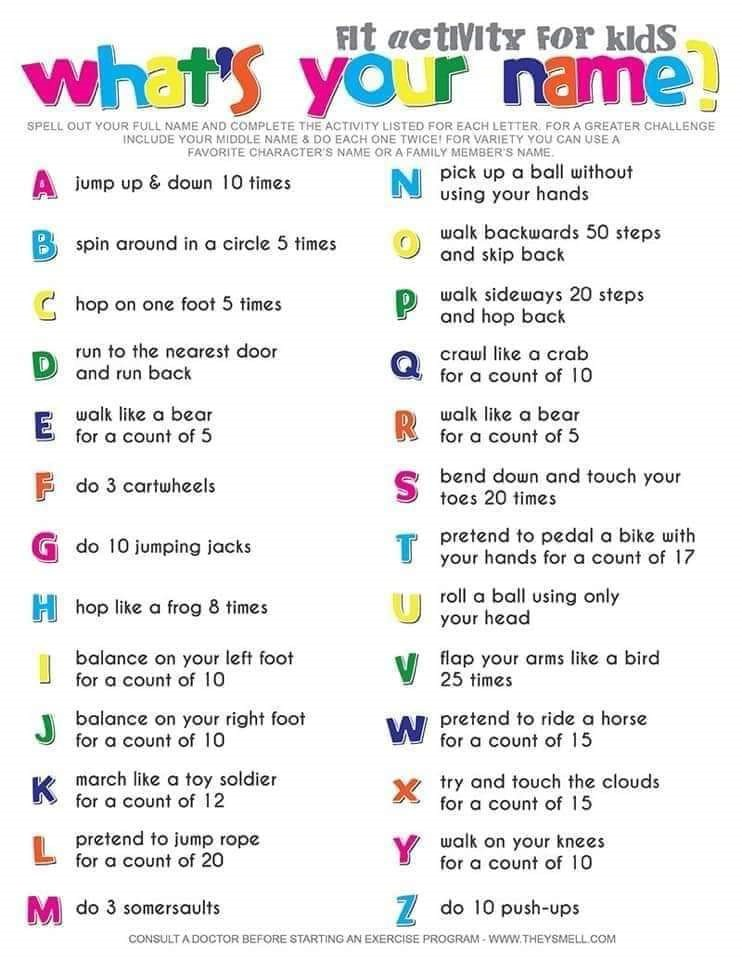 Fit Activity For Kids
what's your name?
SPELL OUT YOUR FULL NAME AND COMPLETE THE ACTIVITY LISTED FOR EACH LETTER. FOR A GREATER CHALLENGE
INCLUDE YOUR MIDDLE NAME & DO EACH ONE TWICE! FOR VARIETY YOU CAN USE A
FAVORITE CHARACTER'S NAME OR A FAMILY MEMBER'S NAME.
A jump up & down 10 times
B spin around in a circle 5 times
C hop on one foot 5 times
D run to the nearest door
and run back
E walk like a bear
for a count of 5
F do 3 cartwheels
G do 10 jumping jacks
H hop like a frog 8 times
I balance on your left foot
for a count of 10
J balance on your right foot
for a count of 10
K march like a toy soldier
for a count of 12
L pretend to jump rope
for a count of 20
M do 3 somersaults
N pick up a ball without
using your hands
O walk backwards 50 steps
and skip back
P walk sideways 20 steps
and hop back
Q crawl like a crab
for a count of 10
R walk like a bear
for a count of 5
S bend down and touch your
toes 20 times
T pretend to pedal a bike with
your hands for a count of 17
U roll a ball using only
your head
V flap your arms like a bird
25 times
W pretend to ride a horse
for a count of 15
X try and touch the clouds
for a count of 15
Y walk on your knees
for a count of 10
Z do 10 push-ups
CONSULT A DOCTOR BEFORE STARTING AN EXERCISE PROGRAM - WWW.THEYSMELL.COM